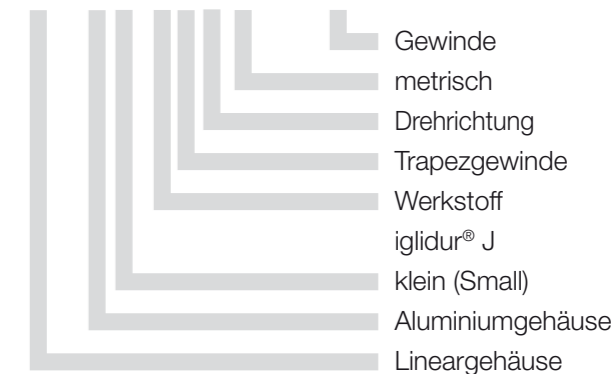 Gewinde
metrisch
Drehrichtung
Trapezgewinde
Werkstoff
iglidur® J
klein (Small)
Aluminiumgehäuse
Lineargehäuse